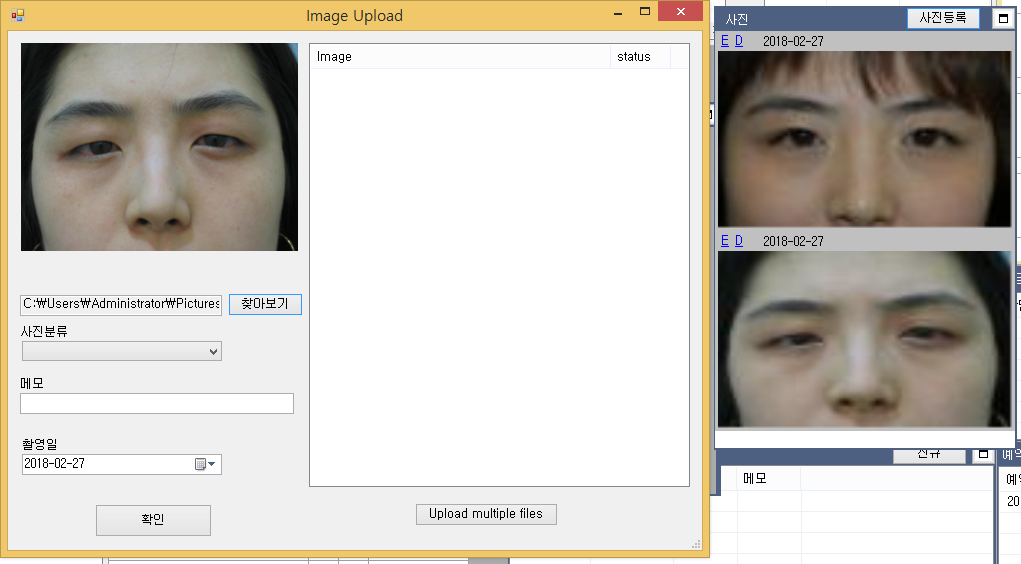 Image Upload
Image status
C:₩Users₩Administrator₩Pictures
찾아보기
사진분류
메모
촬영일
2018-02-27
확인
Upload multiple files
사진
사진등록
E D 2018-02-27
E D 2018-02-27
신규
메모
예약
20